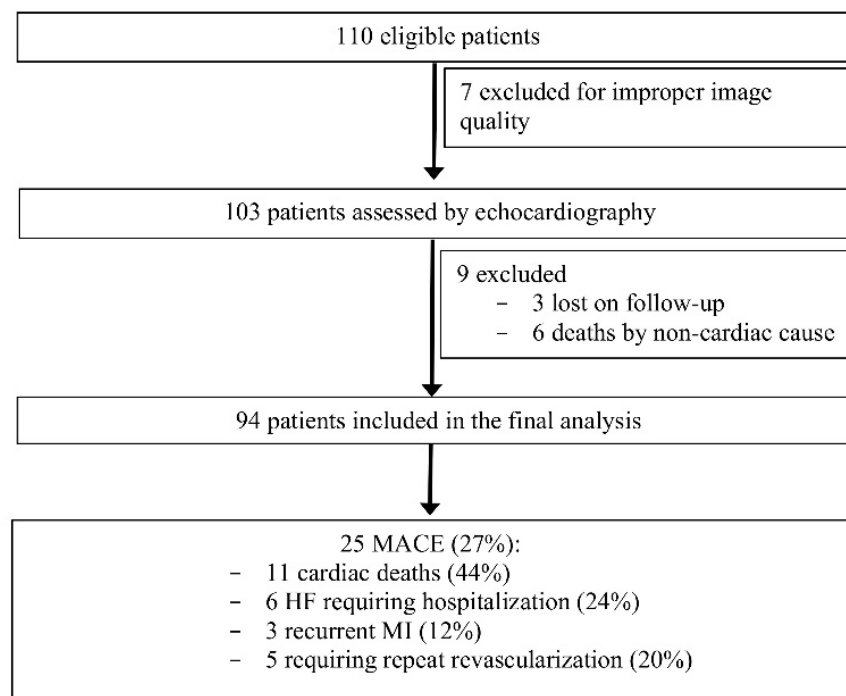 110 eligible patients
7 excluded for improper image
quality
103 patients assessed by echocardiography
9 excluded
- 3 lost on follow-up
- 6 deaths by non-cardiac cause
94 patients included in the final analysis
25 MACE (27%):
- 11 cardiac deaths (44%)
- 6 HF requiring hospitalization (24%)
- 3 recurrent MI (12%)
- 5 requiring repeat revascularization (20%)